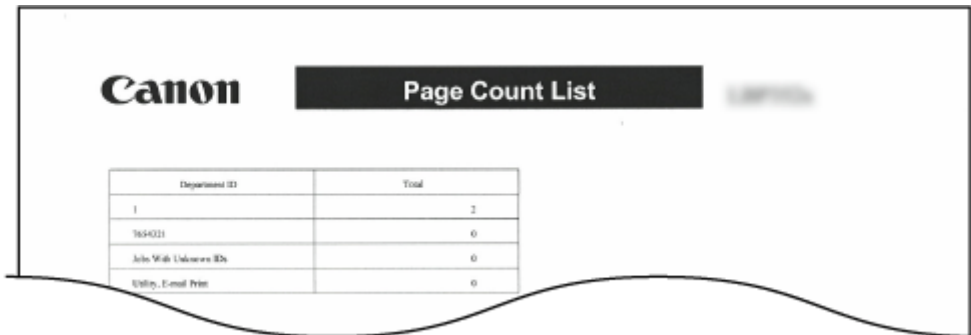 Canon
Page Count List
Department ID Total
1 2
7654321 0
Jobs With Unknown IDs 0
Utility, E-mail Print 0